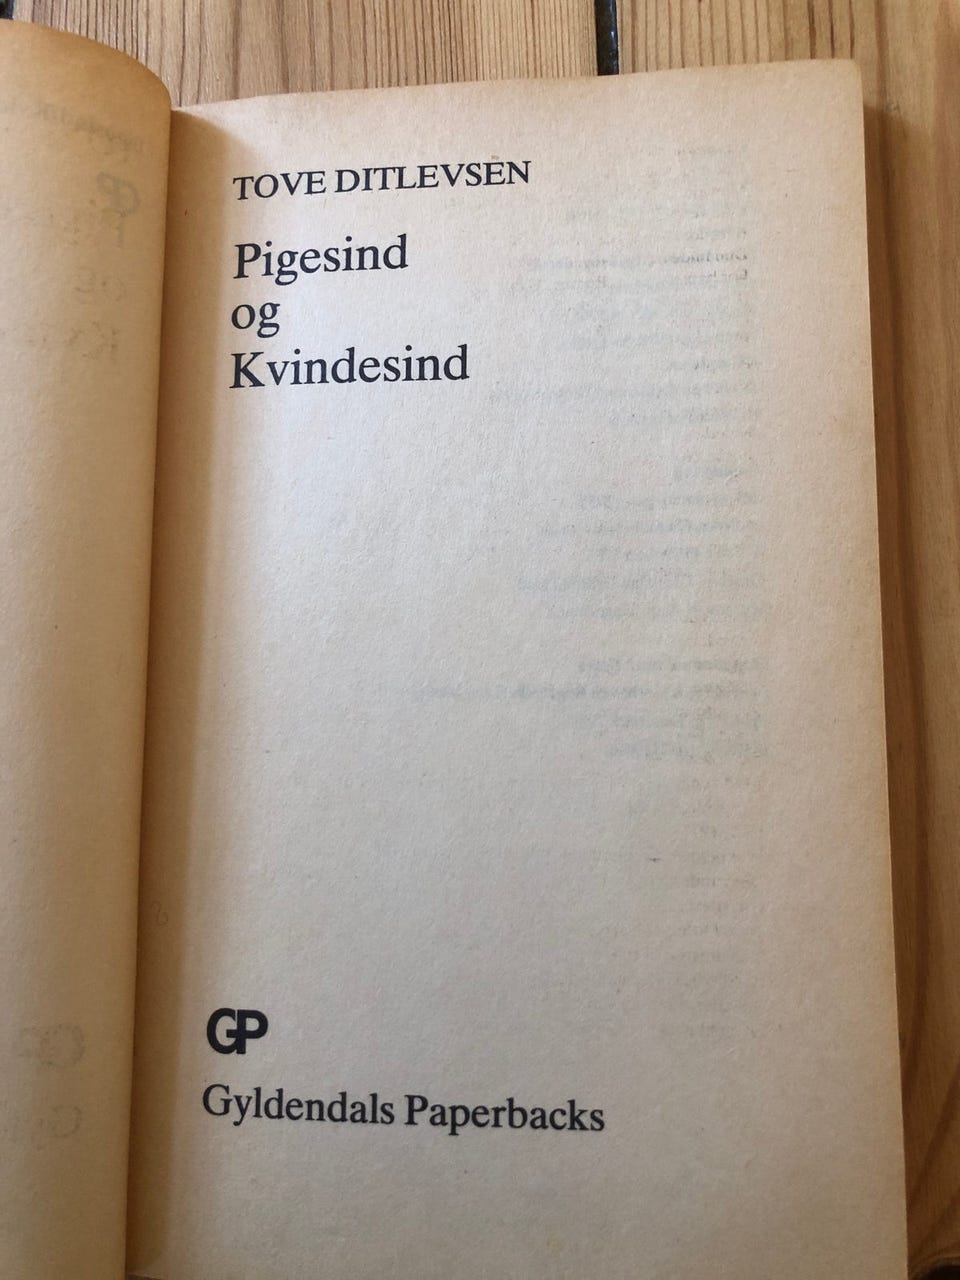 TOVE DITLEVSEN
Pigesind
og
Kvindesind
GP
Gyldendals Paperbacks